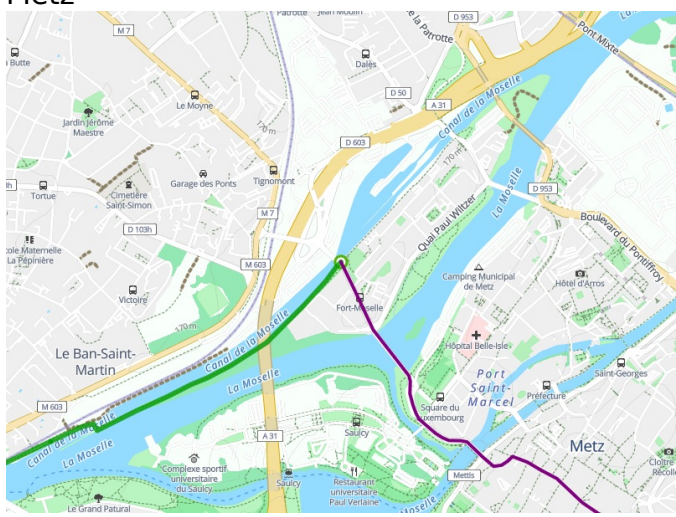 Metz
Patrotte
Jean Moulin
de la Patrotte
D 953
M 7
Butte
Dalès
Canal de la Moselle
Pont Mixte
Le Moyne
D 50
A 31
Jardin Jérôme
Maestre
170 m
D 603
170 m
Garage des Ponts
Tignomont
Tortue
Cimetière
Saint-Simon
M 7
La Moselle
D 953
Quai Paul Wiltzer
Boulevard du Pontiffroy
D 103h
Ecole Maternelle
La Pépinière
M 603
Camping Municipal
de Metz
Hôtel d'Arros
Victoire
Fort-Moselle
170 m
Canal de la Moselle
Hôpital Belle-Isle
Le Ban-Saint-
Martin
La Moselle
Port
Saint-
Marcel
Saint-Georges
Préfecture
M 603
Square du
Luxembourg
Canal de la Moselle
La Moselle
A 31
Saulcy
Metz
Complexe sportif
universitaire
du Saulcy
Saulcy
Restaurant
universitaire
Paul Verlaine
Mettis
Cloître
Récolle
Le Grand Patural